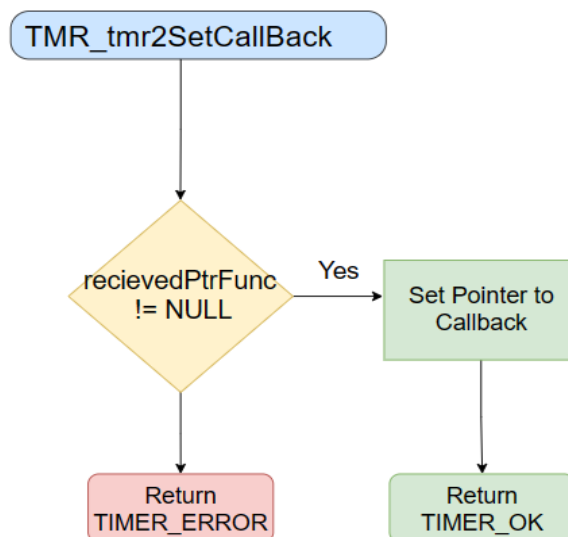 TMR_tmr2SetCallBack
recievedPtrFunc
!= NULL
Yes
Set Pointer to
Callback
Return
TIMER_ERROR
Return
TIMER_OK